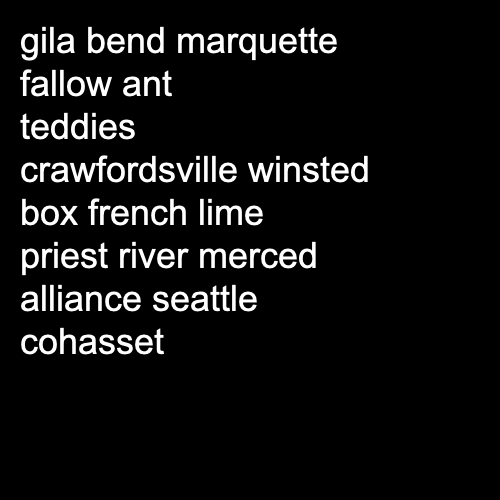 gila bend marquette
fallow ant
teddies
crawfordsville winsted
box french lime
priest river merced
alliance seattle
cohasset